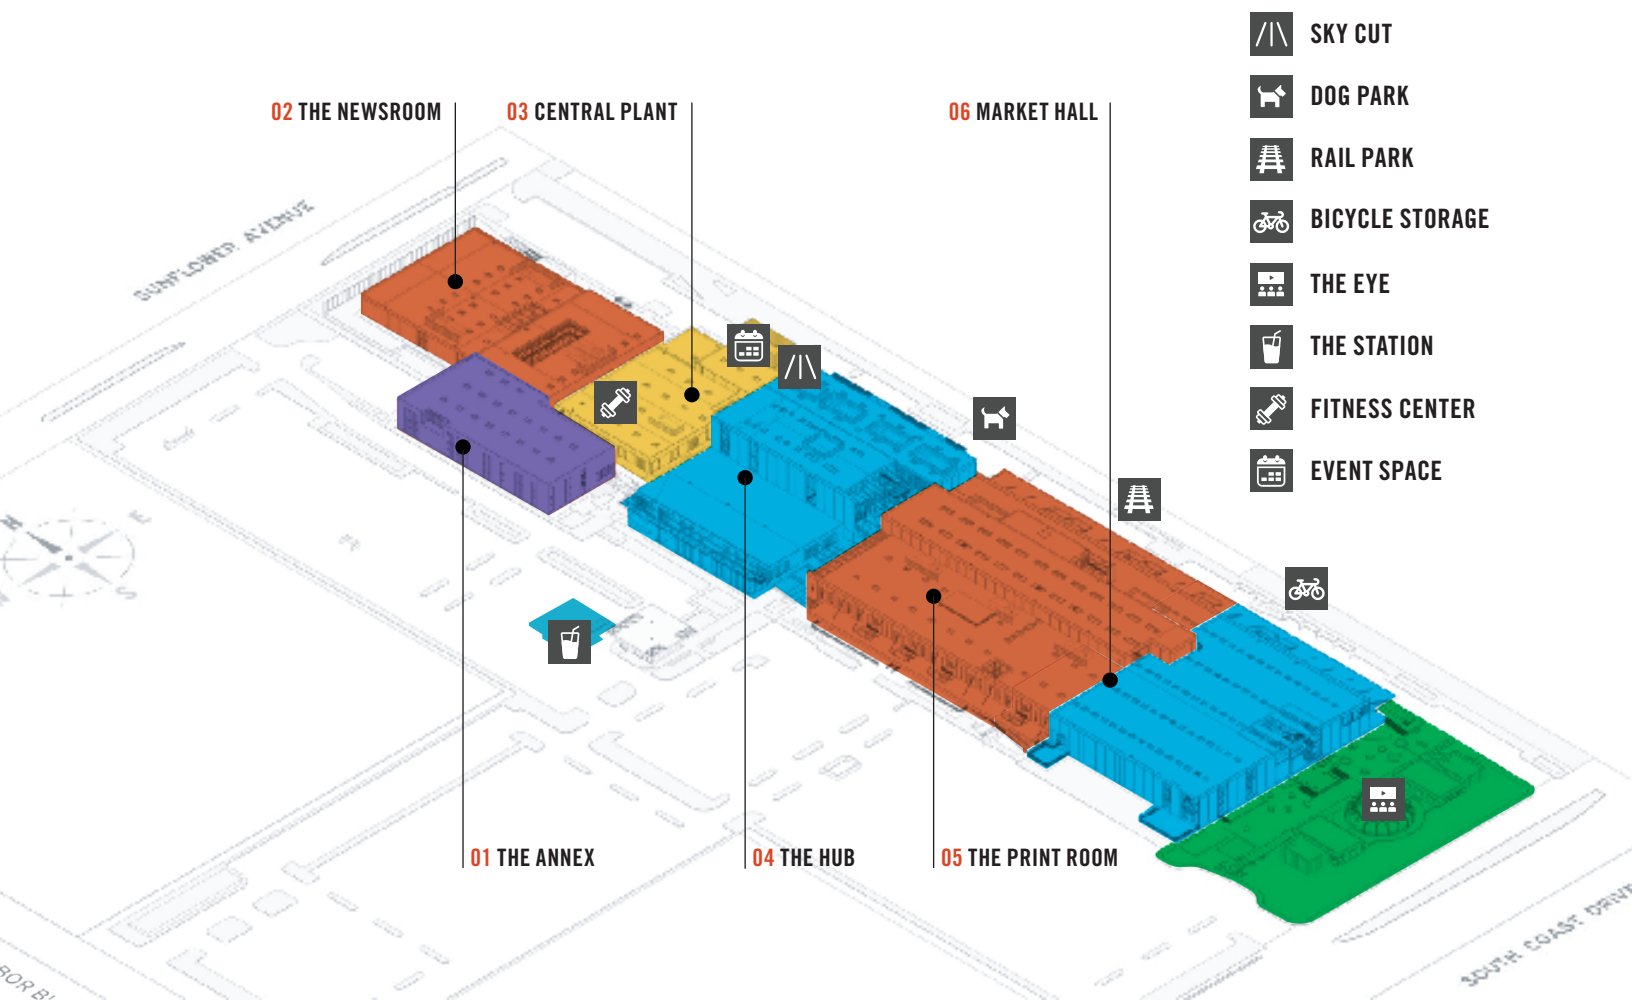 SKY CUT
DOG PARK
02 THE NEWSROOM
03 CENTRAL PLANT
06 MARKET HALL
RAIL PARK
BICYCLE STORAGE
SUNFLOWER AVENUE
THE EYE
THE STATION
FITNESS CENTER
EVENT SPACE
E
S
01 THE ANNEX
04 THE HUB
05 THE PRINT ROOM
SOUTH COAST DRIVE